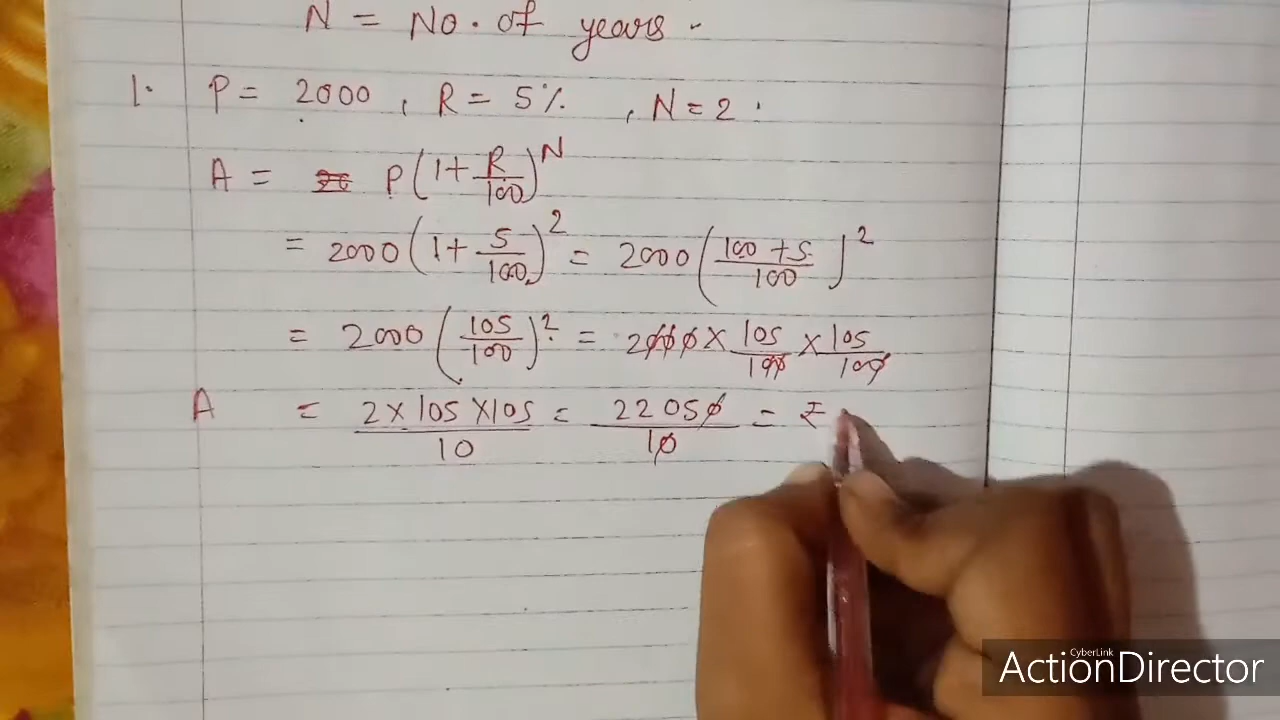 N = No. of years.
1. P = 2000, R = 5%, N = 2.
A = P(1+R/100)^N
= 2000(1+5/100)^2 = 2000(100+5/100)^2
= 2000(105/100)^2 = 2000 × 105/100 × 105/100
A = 2×105×105/10 = 22050/10 = ₹
CyberLink
ActionDirector